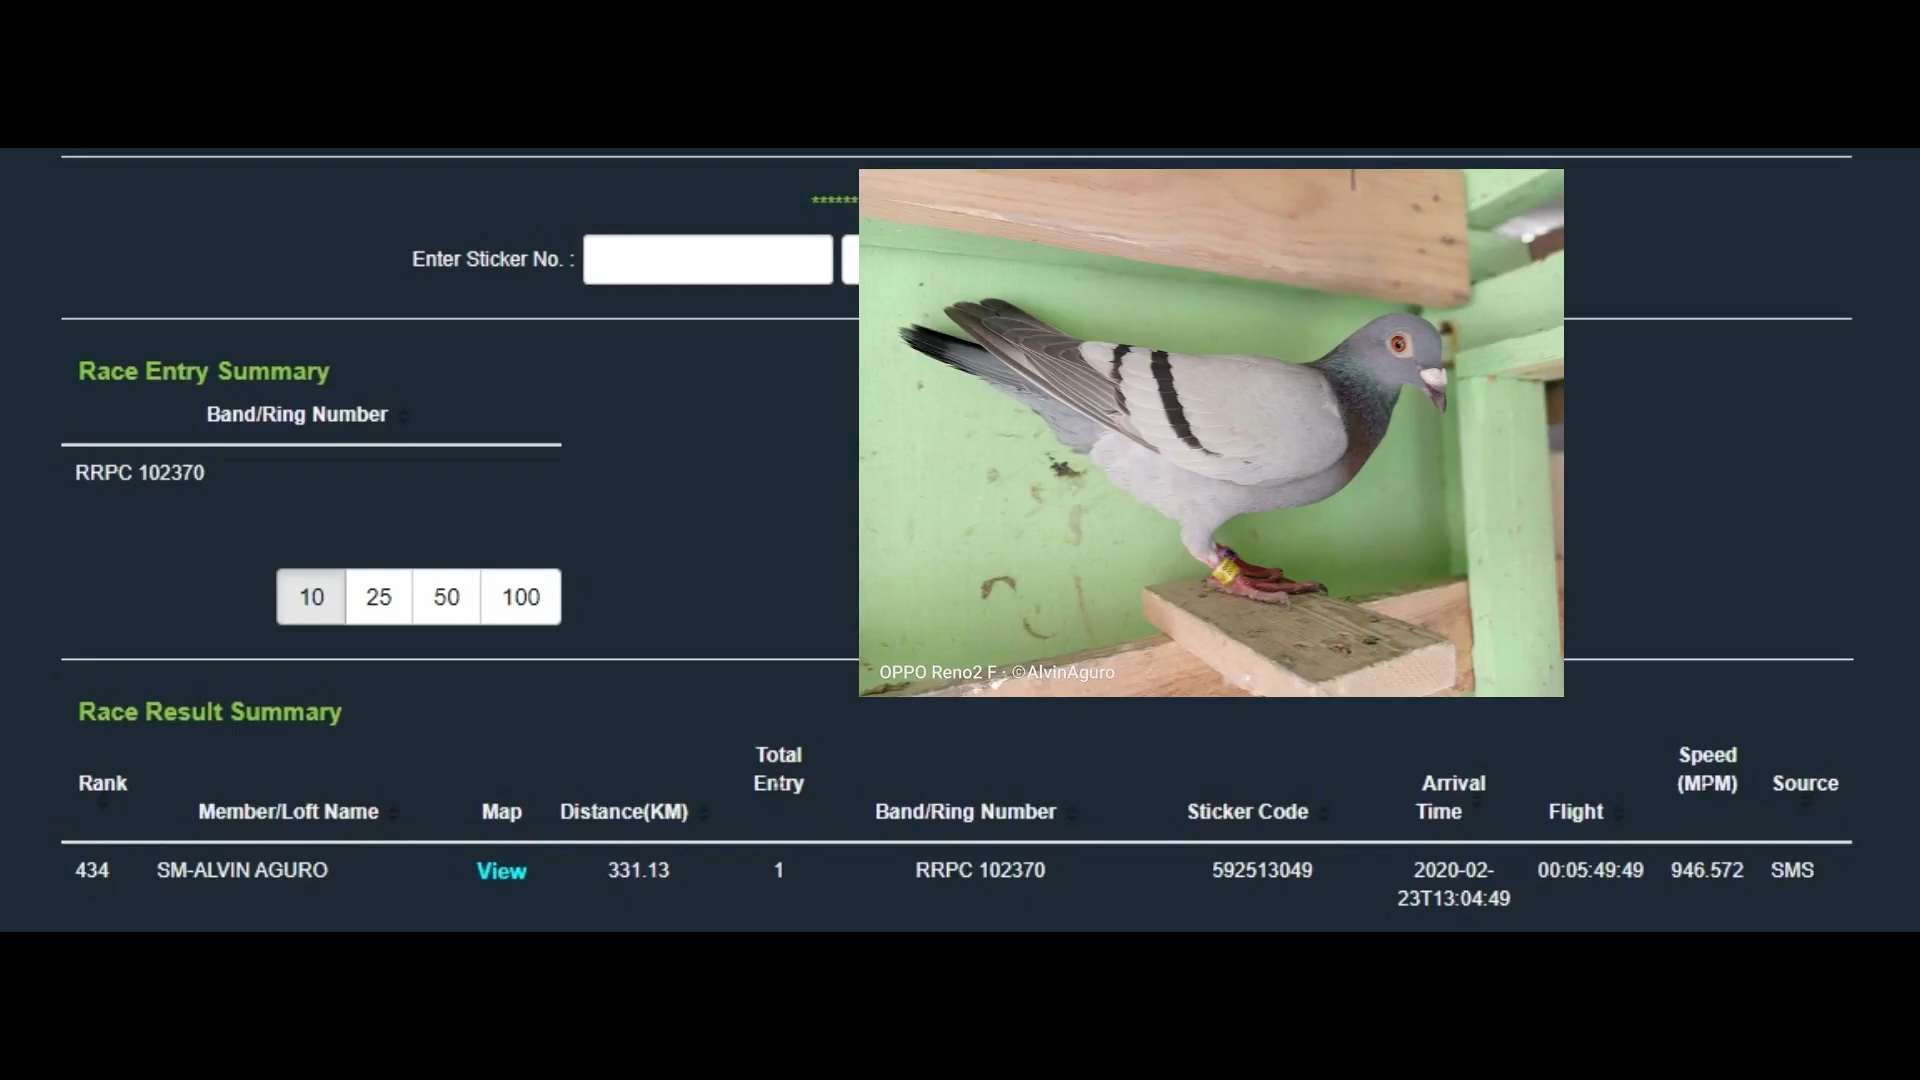 ******
Enter Sticker No. :
Race Entry Summary
Band/Ring Number
RRPC 102370
10 25 50 100
OPPO Reno2 F · ©AlvinAguro
Race Result Summary
Rank Member/Loft Name Map Distance(KM) Total Entry Band/Ring Number Sticker Code Arrival Time Flight Speed (MPM) Source
434 SM-ALVIN AGURO View 331.13 1 RRPC 102370 592513049 2020-02-23T13:04:49 00:05:49:49 946.572 SMS